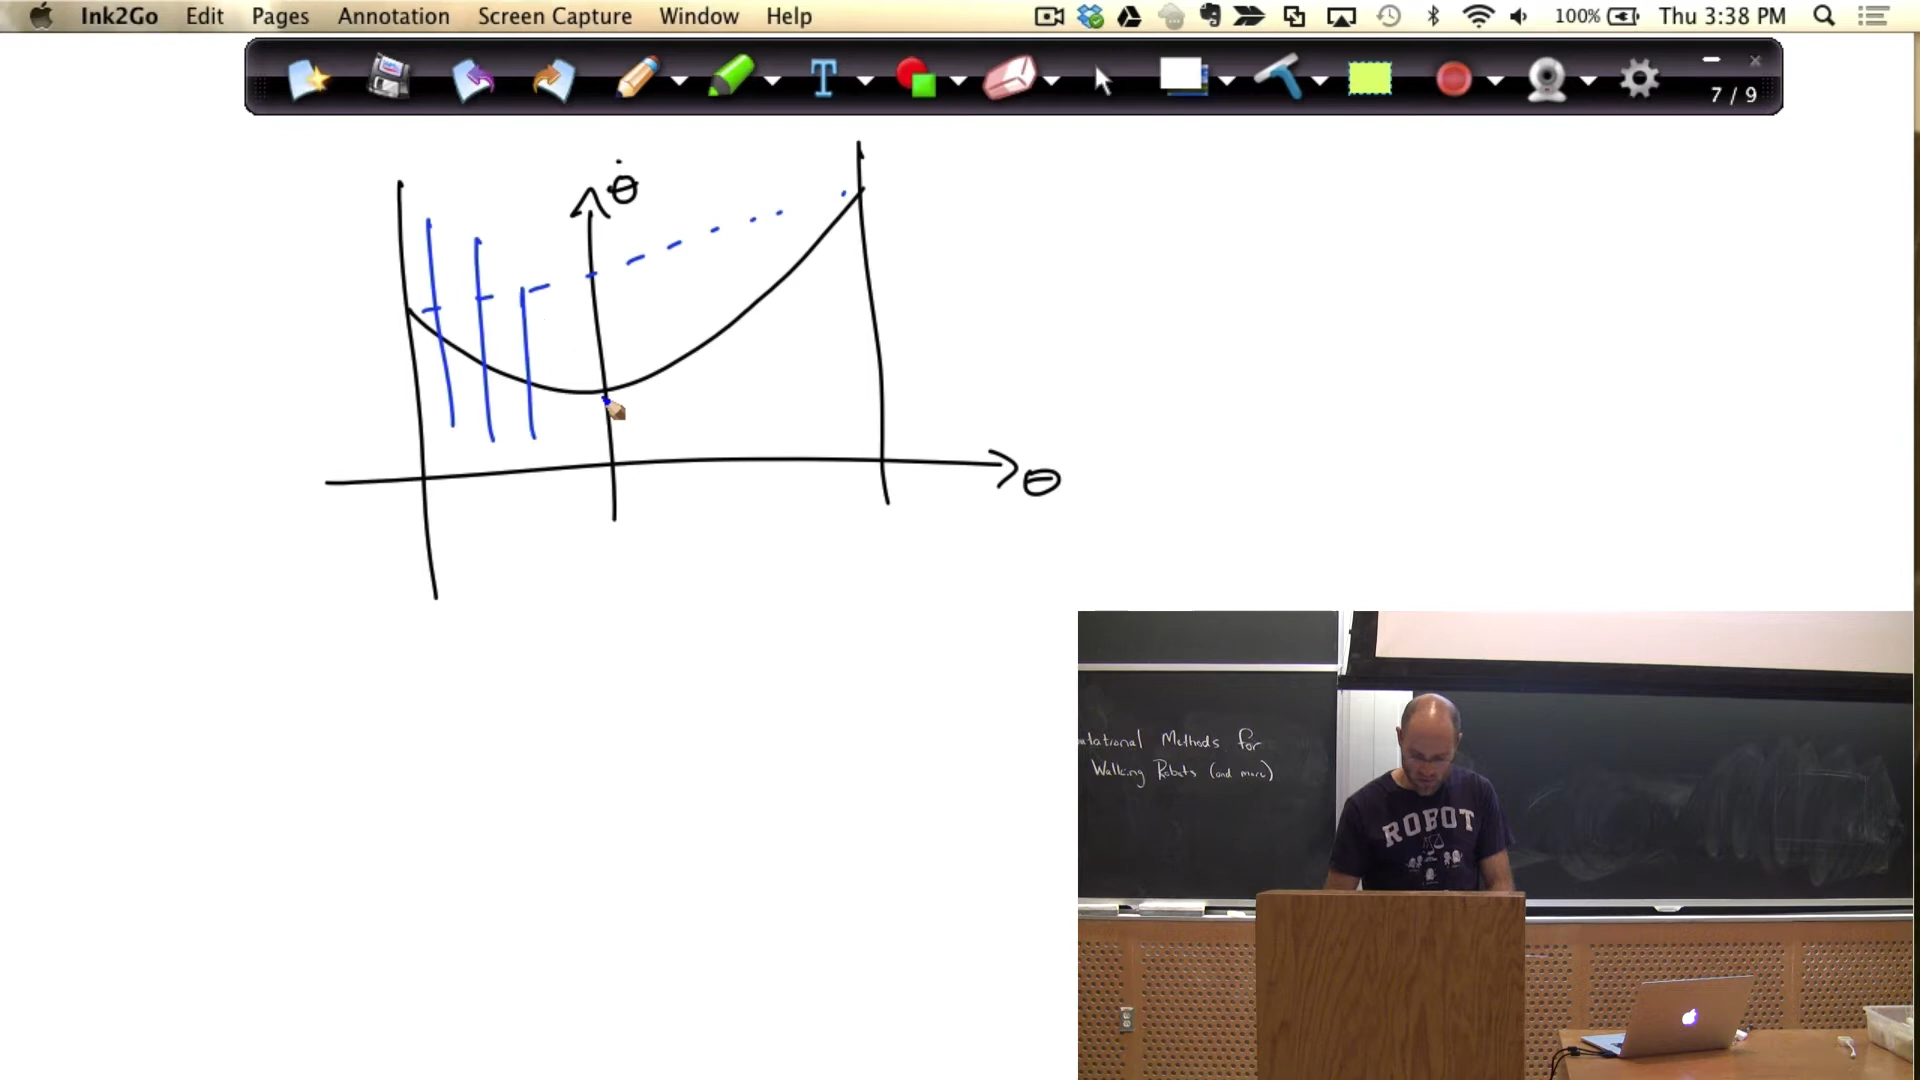 Ink2Go Edit Pages Annotation Screen Capture Window Help 100% Thu 3:38 PM
T
7 / 9
θ̇
θ
Methods for
Walking Robots (and more)
ROBOT